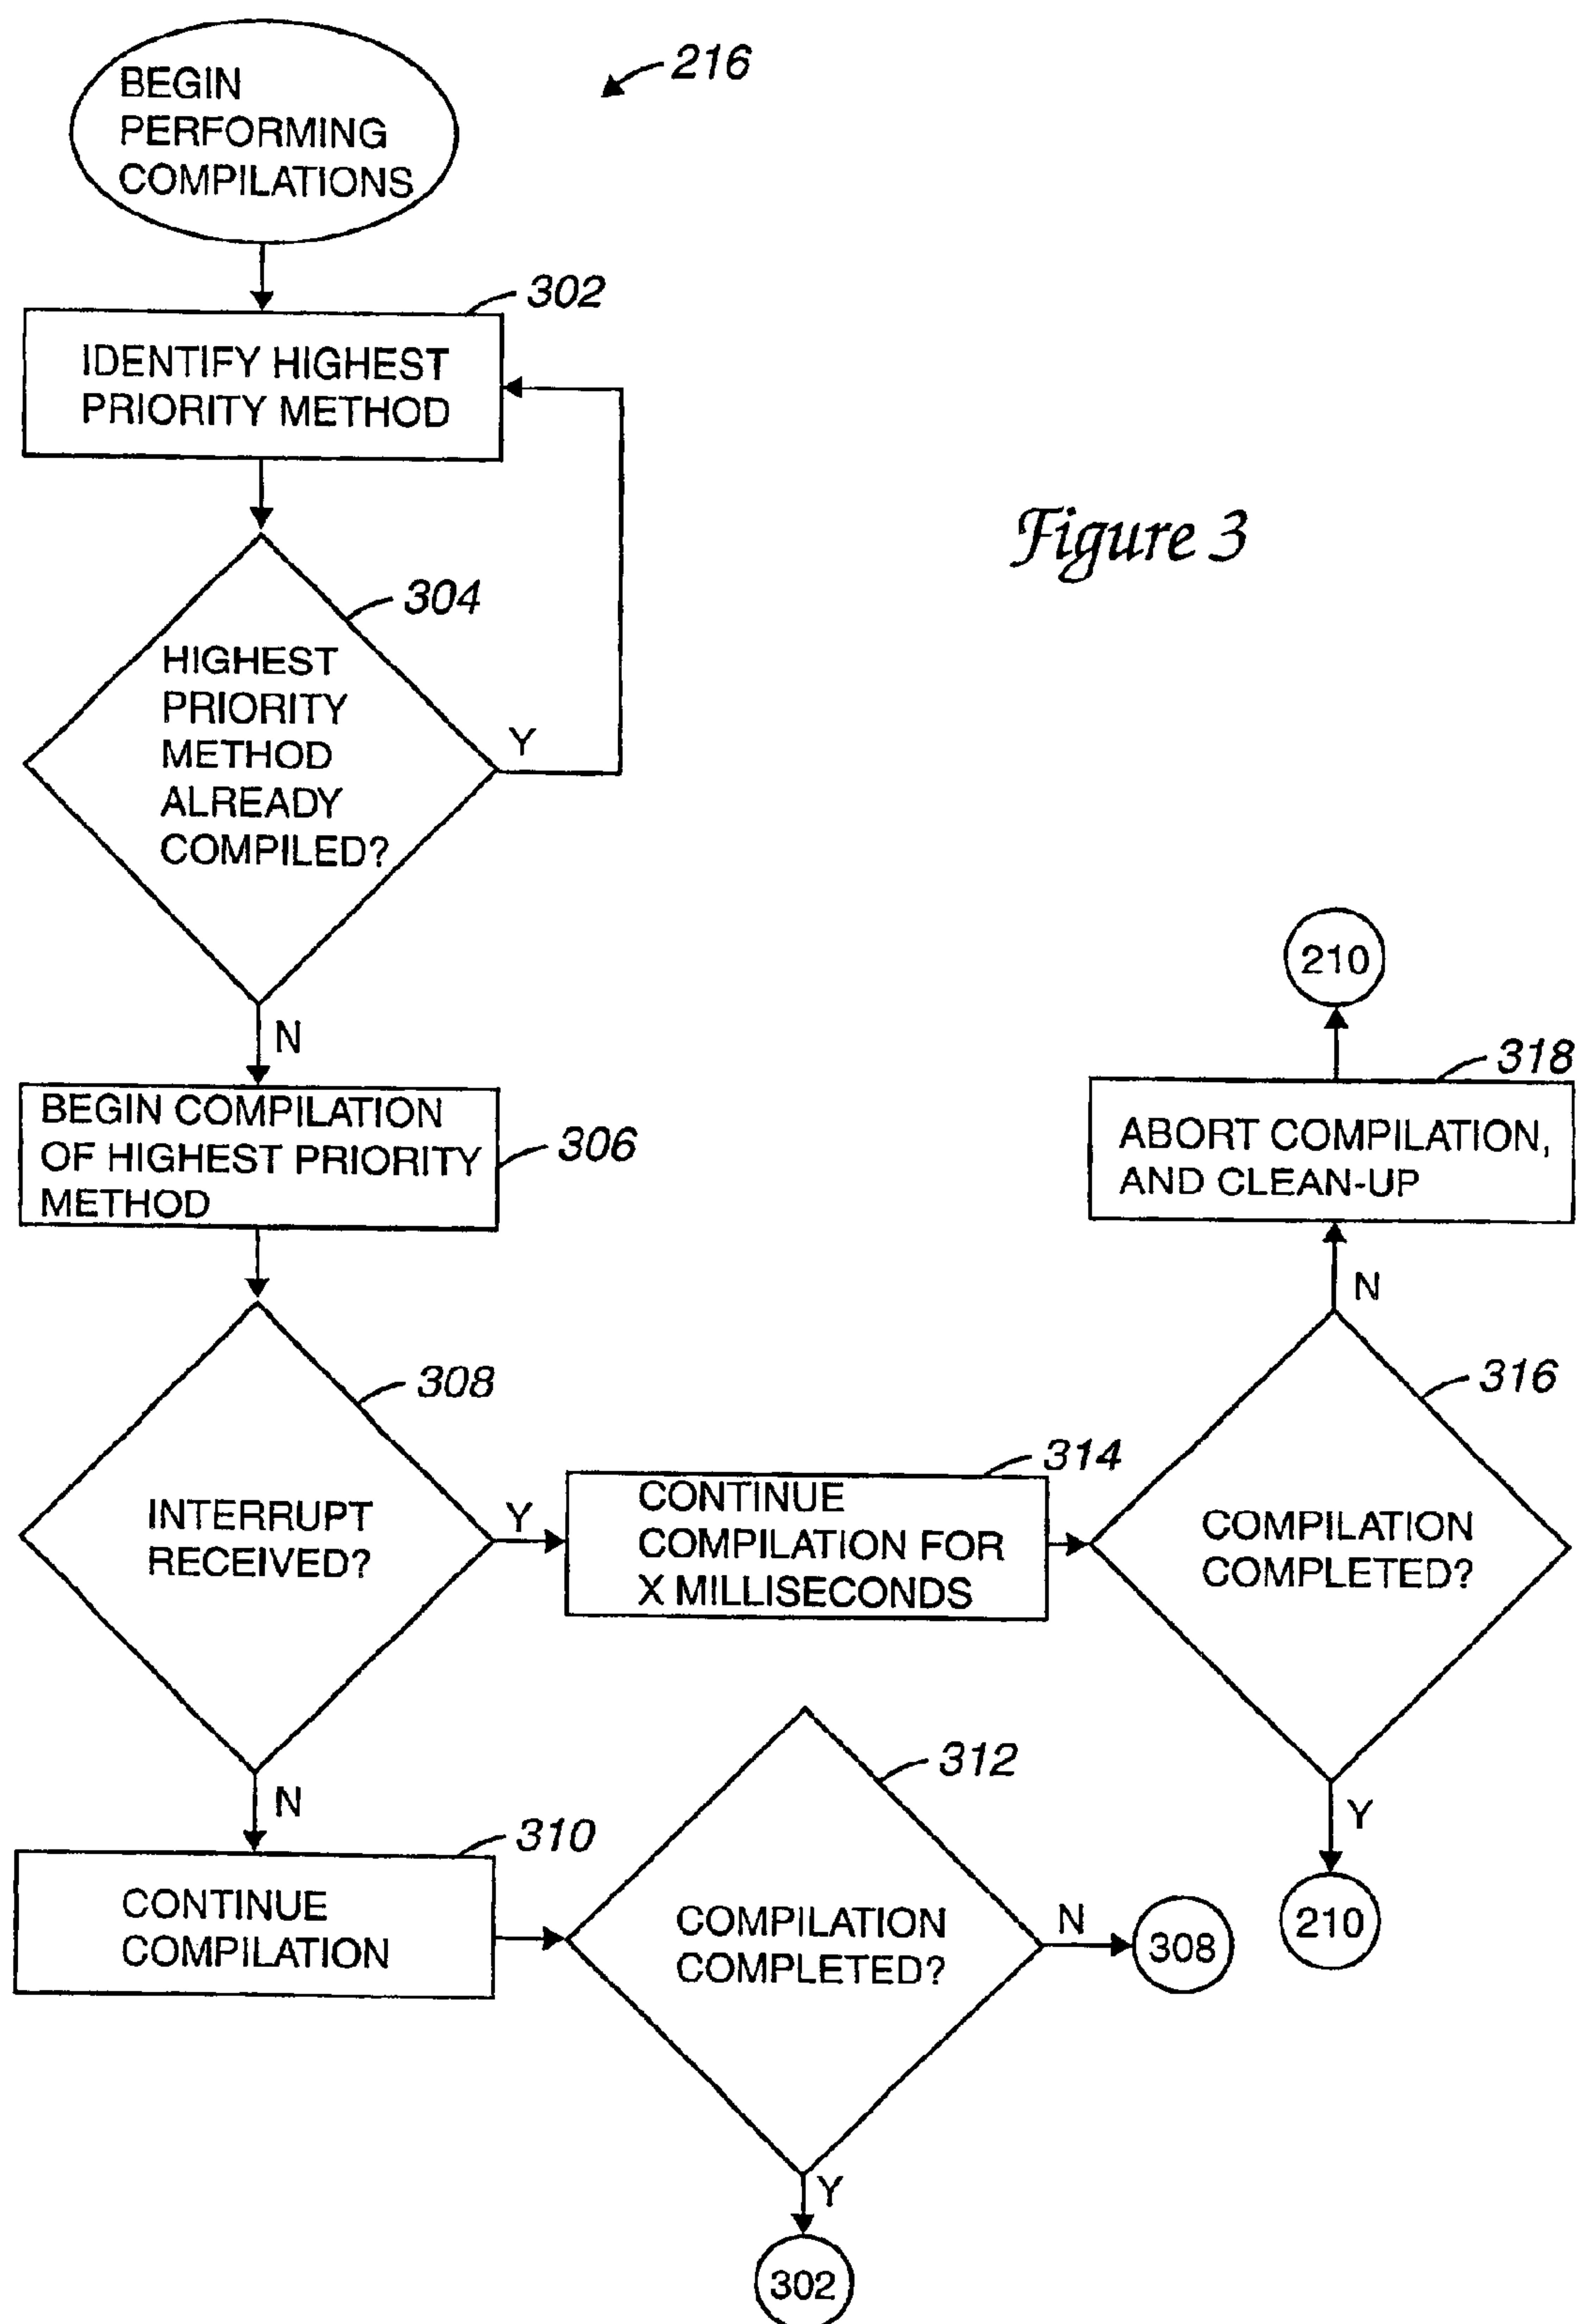 BEGIN
PERFORMING
COMPILATIONS
216
302
IDENTIFY HIGHEST
PRIORITY METHOD
Figure 3
304
HIGHEST
PRIORITY
METHOD
ALREADY
COMPILED?
Y
N
210
318
ABORT COMPILATION,
AND CLEAN-UP
BEGIN COMPILATION
OF HIGHEST PRIORITY
METHOD
306
N
316
308
INTERRUPT
RECEIVED?
Y
314
CONTINUE
COMPILATION FOR
X MILLISECONDS
COMPILATION
COMPLETED?
Y
210
N
310
CONTINUE
COMPILATION
312
COMPILATION
COMPLETED?
N
308
Y
302